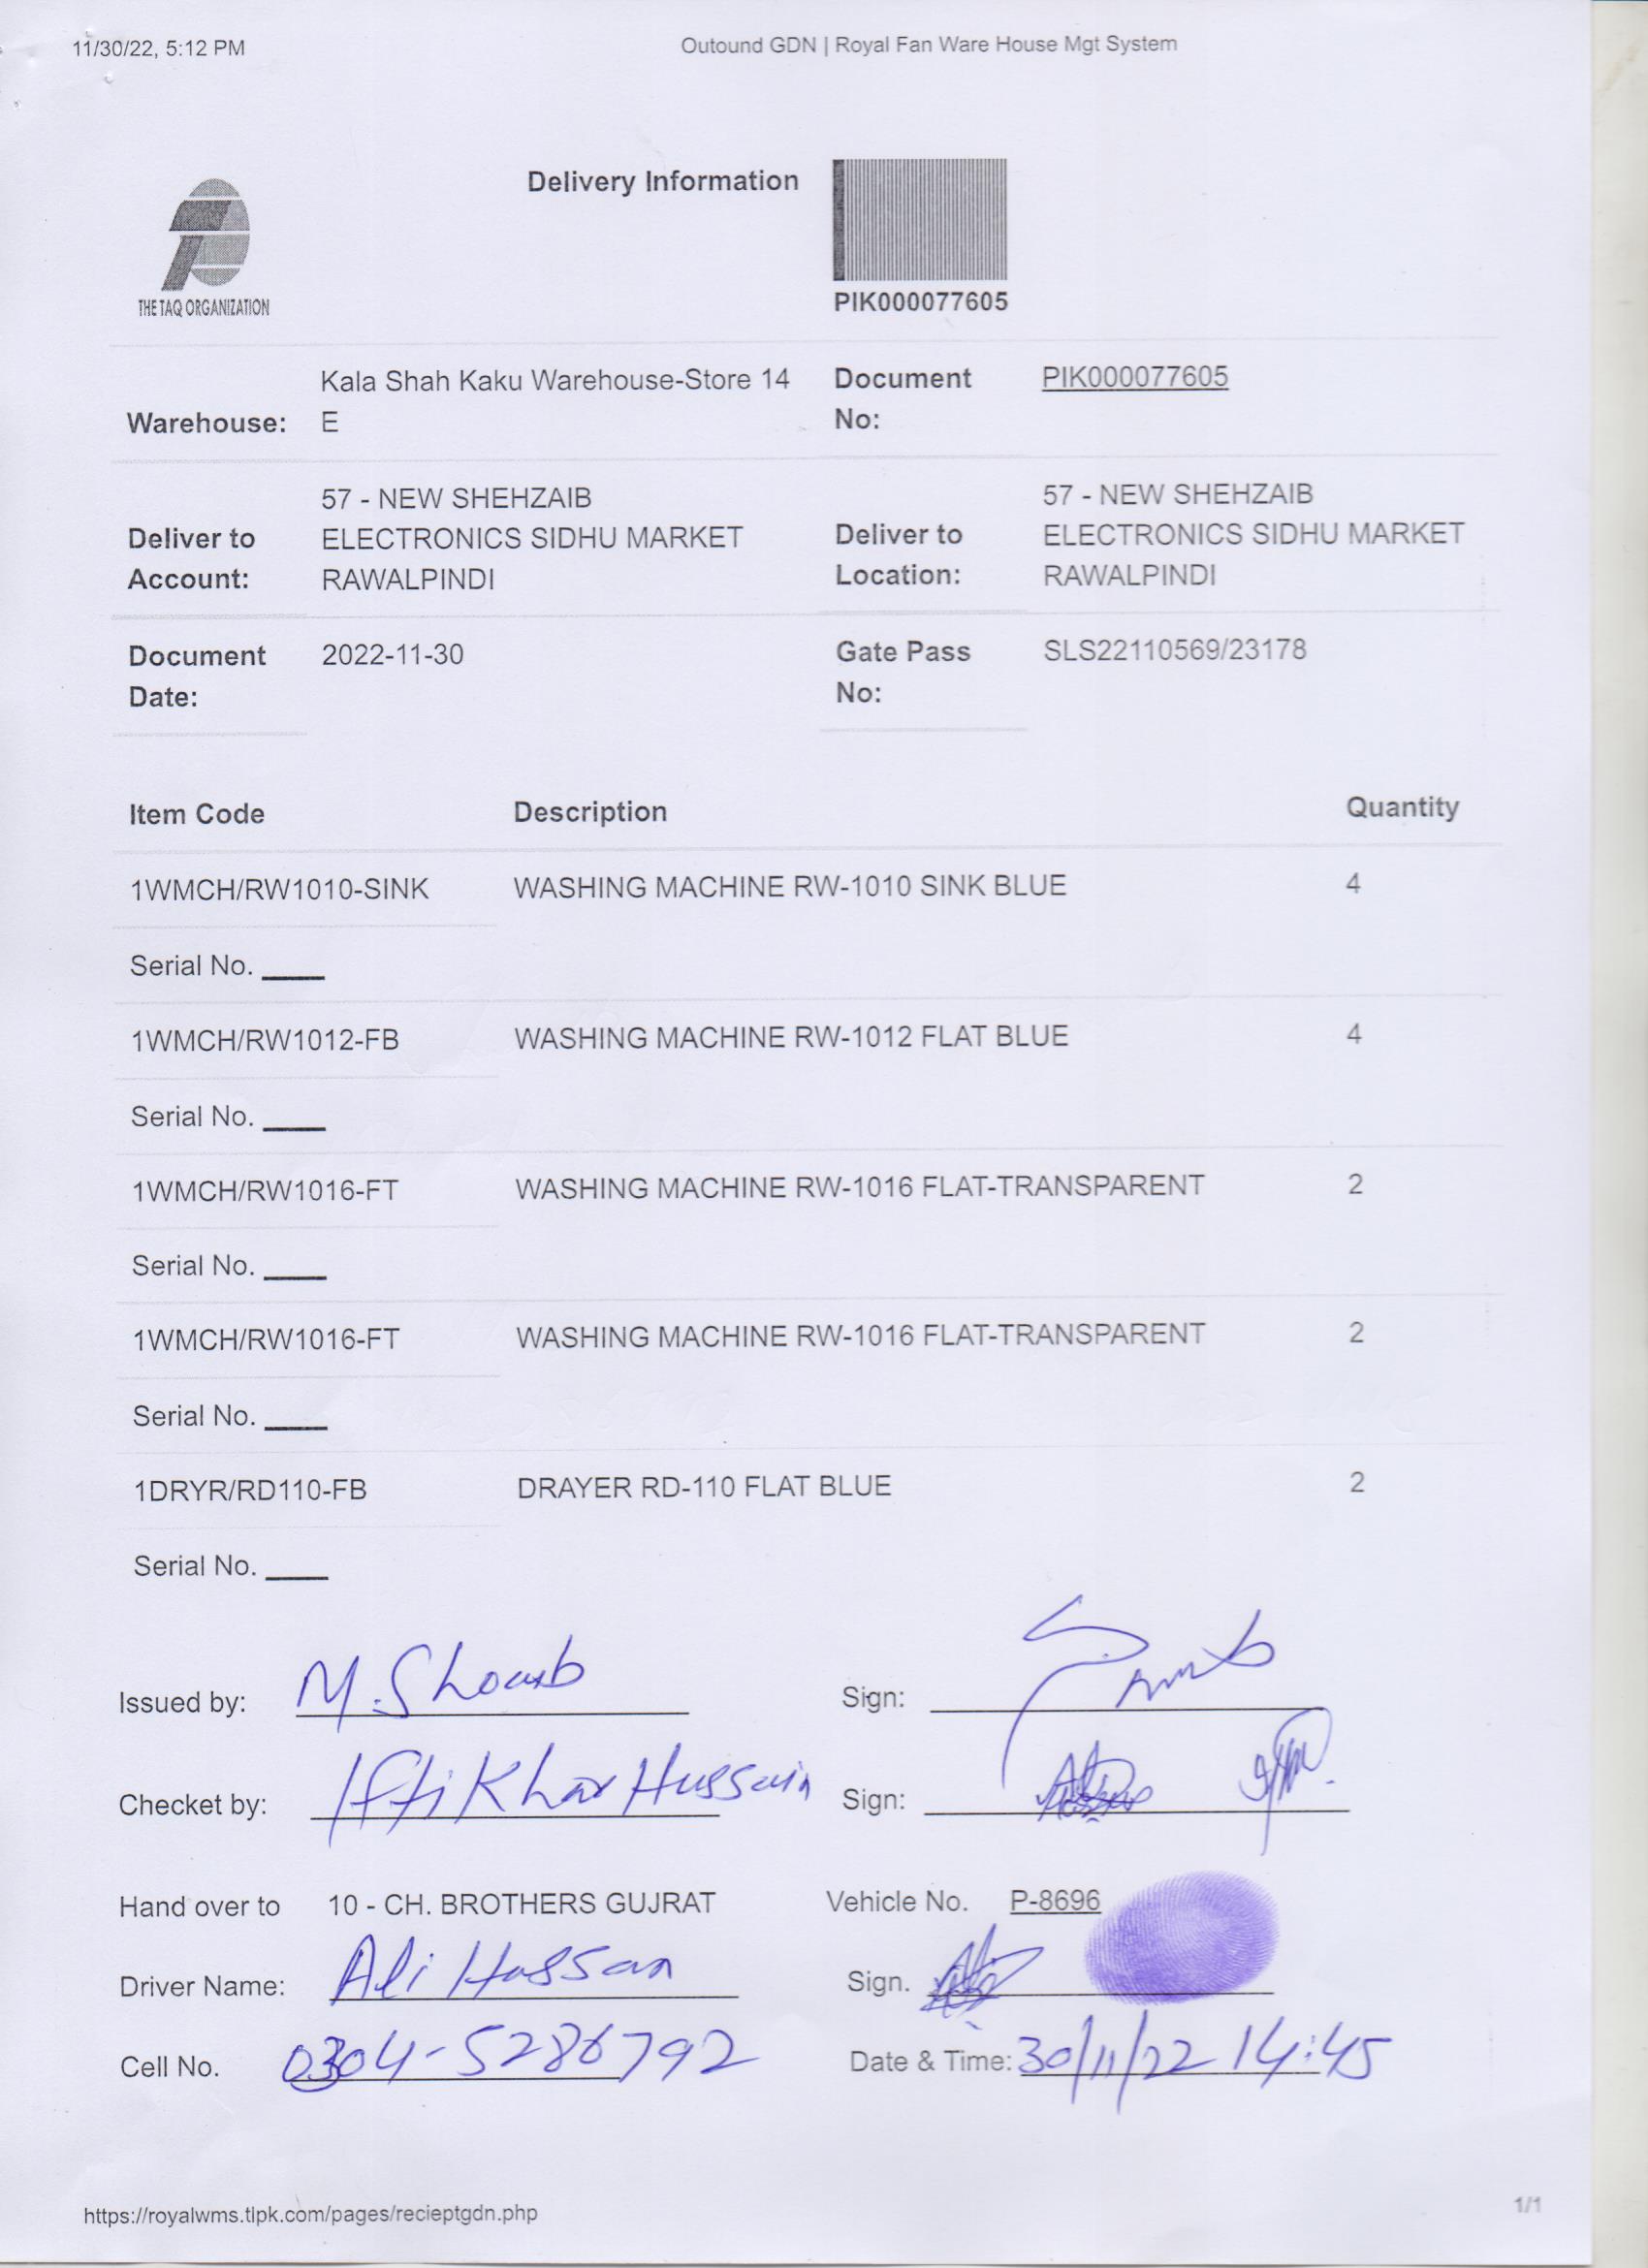 11/30/22, 5:12 PM
Outound GDN | Royal Fan Ware House Mgt System
Delivery Information
THE TAQ ORGANIZATION
PIK000077605
Warehouse: Kala Shah Kaku Warehouse-Store 14 E
Document No: PIK000077605
Deliver to Account: 57 - NEW SHEHZAIB ELECTRONICS SIDHU MARKET RAWALPINDI
Deliver to Location: 57 - NEW SHEHZAIB ELECTRONICS SIDHU MARKET RAWALPINDI
Document Date: 2022-11-30
Gate Pass No: SLS22110569/23178
Item Code Description Quantity
1WMCH/RW1010-SINK WASHING MACHINE RW-1010 SINK BLUE 4
Serial No. ____
1WMCH/RW1012-FB WASHING MACHINE RW-1012 FLAT BLUE 4
Serial No. ____
1WMCH/RW1016-FT WASHING MACHINE RW-1016 FLAT-TRANSPARENT 2
Serial No. ____
1WMCH/RW1016-FT WASHING MACHINE RW-1016 FLAT-TRANSPARENT 2
Serial No. ____
1DRYR/RD110-FB DRAYER RD-110 FLAT BLUE 2
Serial No. ____
Issued by: M. Shoaib Sign:
Checket by: Iftikhar Hussain Sign:
Hand over to 10 - CH. BROTHERS GUJRAT Vehicle No. P-8696
Driver Name: Ali Hassan Sign.
Cell No. 0304-5286792 Date & Time: 30/11/22 14:45
https://royalwms.tlpk.com/pages/recieptgdn.php
1/1